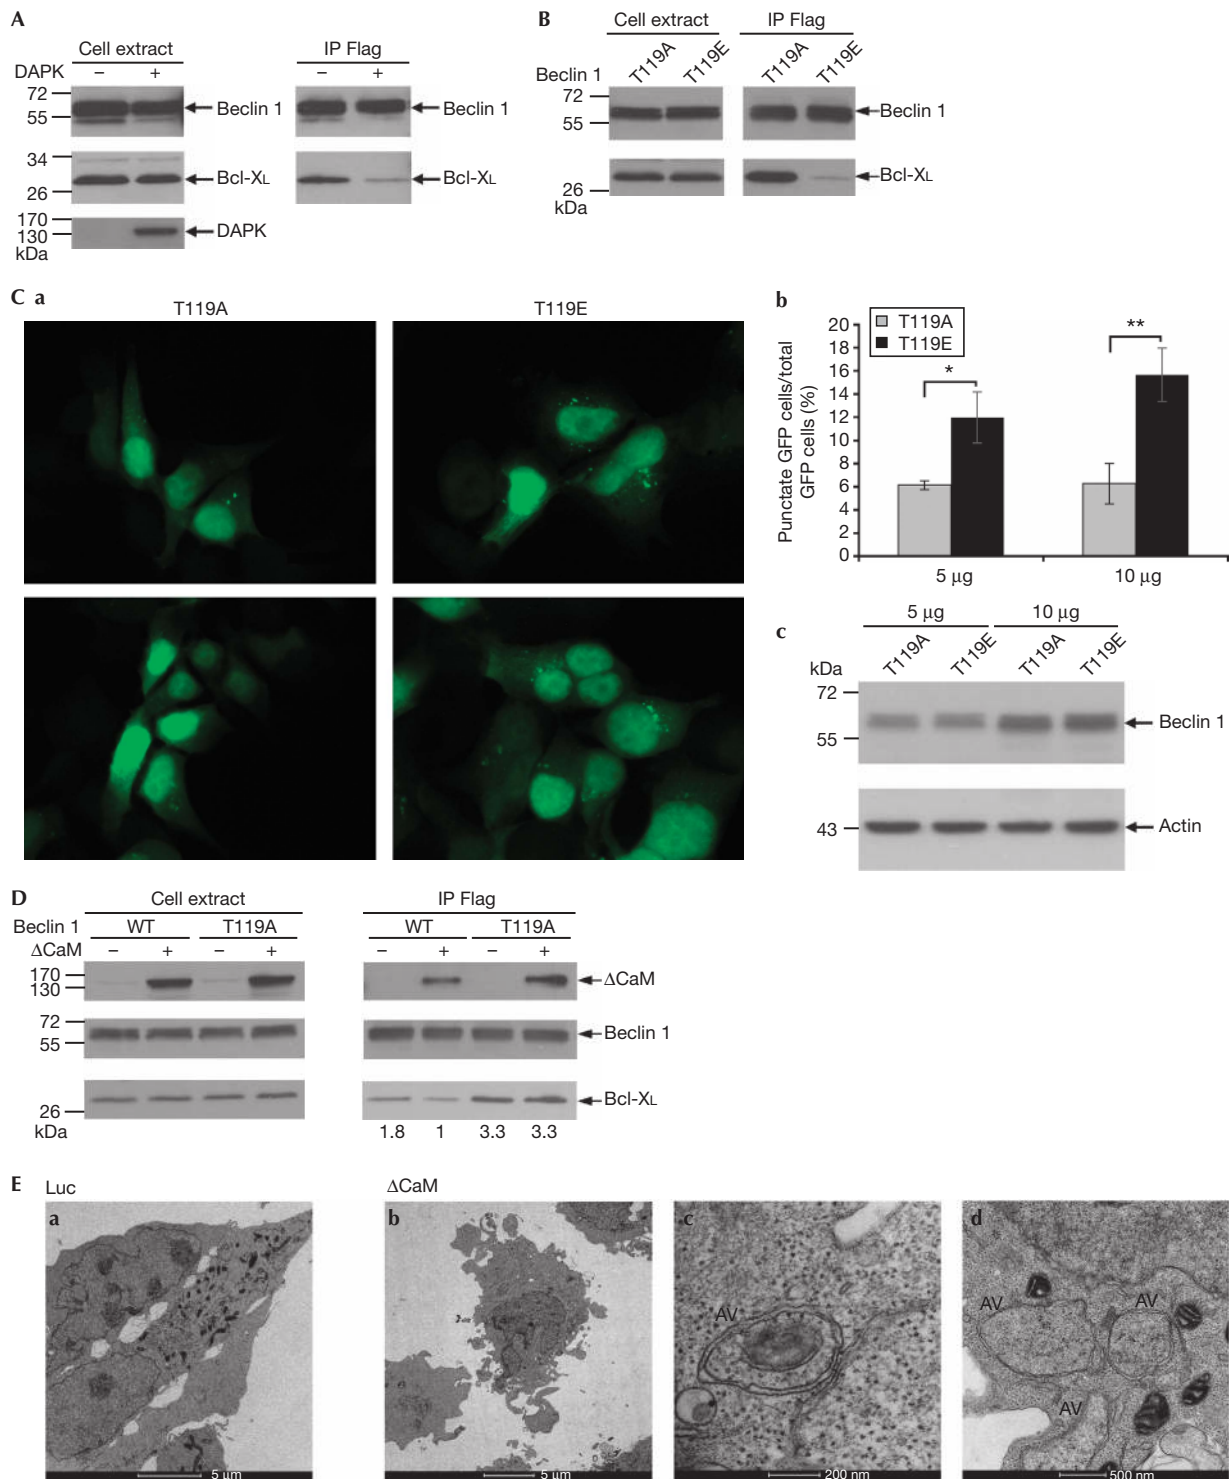 A
Cell extract
IP Flag
DAPK
– +
– +
72
55
Beclin 1
Beclin 1
34
26
Bcl-XL
Bcl-XL
170
130
kDa
DAPK
B
Cell extract
IP Flag
Beclin 1
T119A
T119E
T119A
T119E
72
55
Beclin 1
26
kDa
Bcl-XL
C a
T119A
T119E
b
Punctate GFP cells/total GFP cells (%)
20
18
16
14
12
10
8
6
4
2
0
T119A
T119E
*
**
5 µg
10 µg
c
5 µg
10 µg
T119A
T119E
T119A
T119E
kDa
72
55
Beclin 1
43
Actin
D
Cell extract
IP Flag
Beclin 1
WT
T119A
WT
T119A
ΔCaM
– + – +
– + – +
170
130
ΔCaM
72
55
Beclin 1
26
kDa
Bcl-XL
1.8 1 3.3 3.3
E
Luc
ΔCaM
a
b
c
d
AV
AV
AV
AV
5 µm
5 µm
200 nm
500 nm